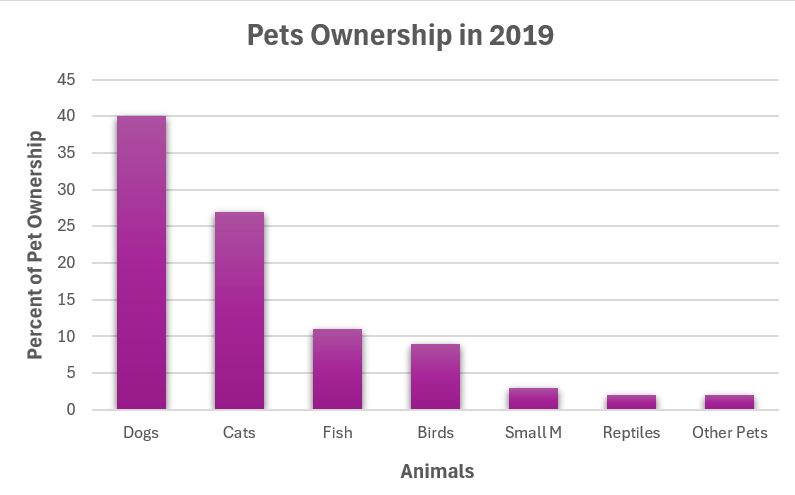 Pets Ownership in 2019
Percent of Pet Ownership
45
40
35
30
25
20
15
10
5
0
Dogs Cats Fish Birds Small M Reptiles Other Pets
Animals